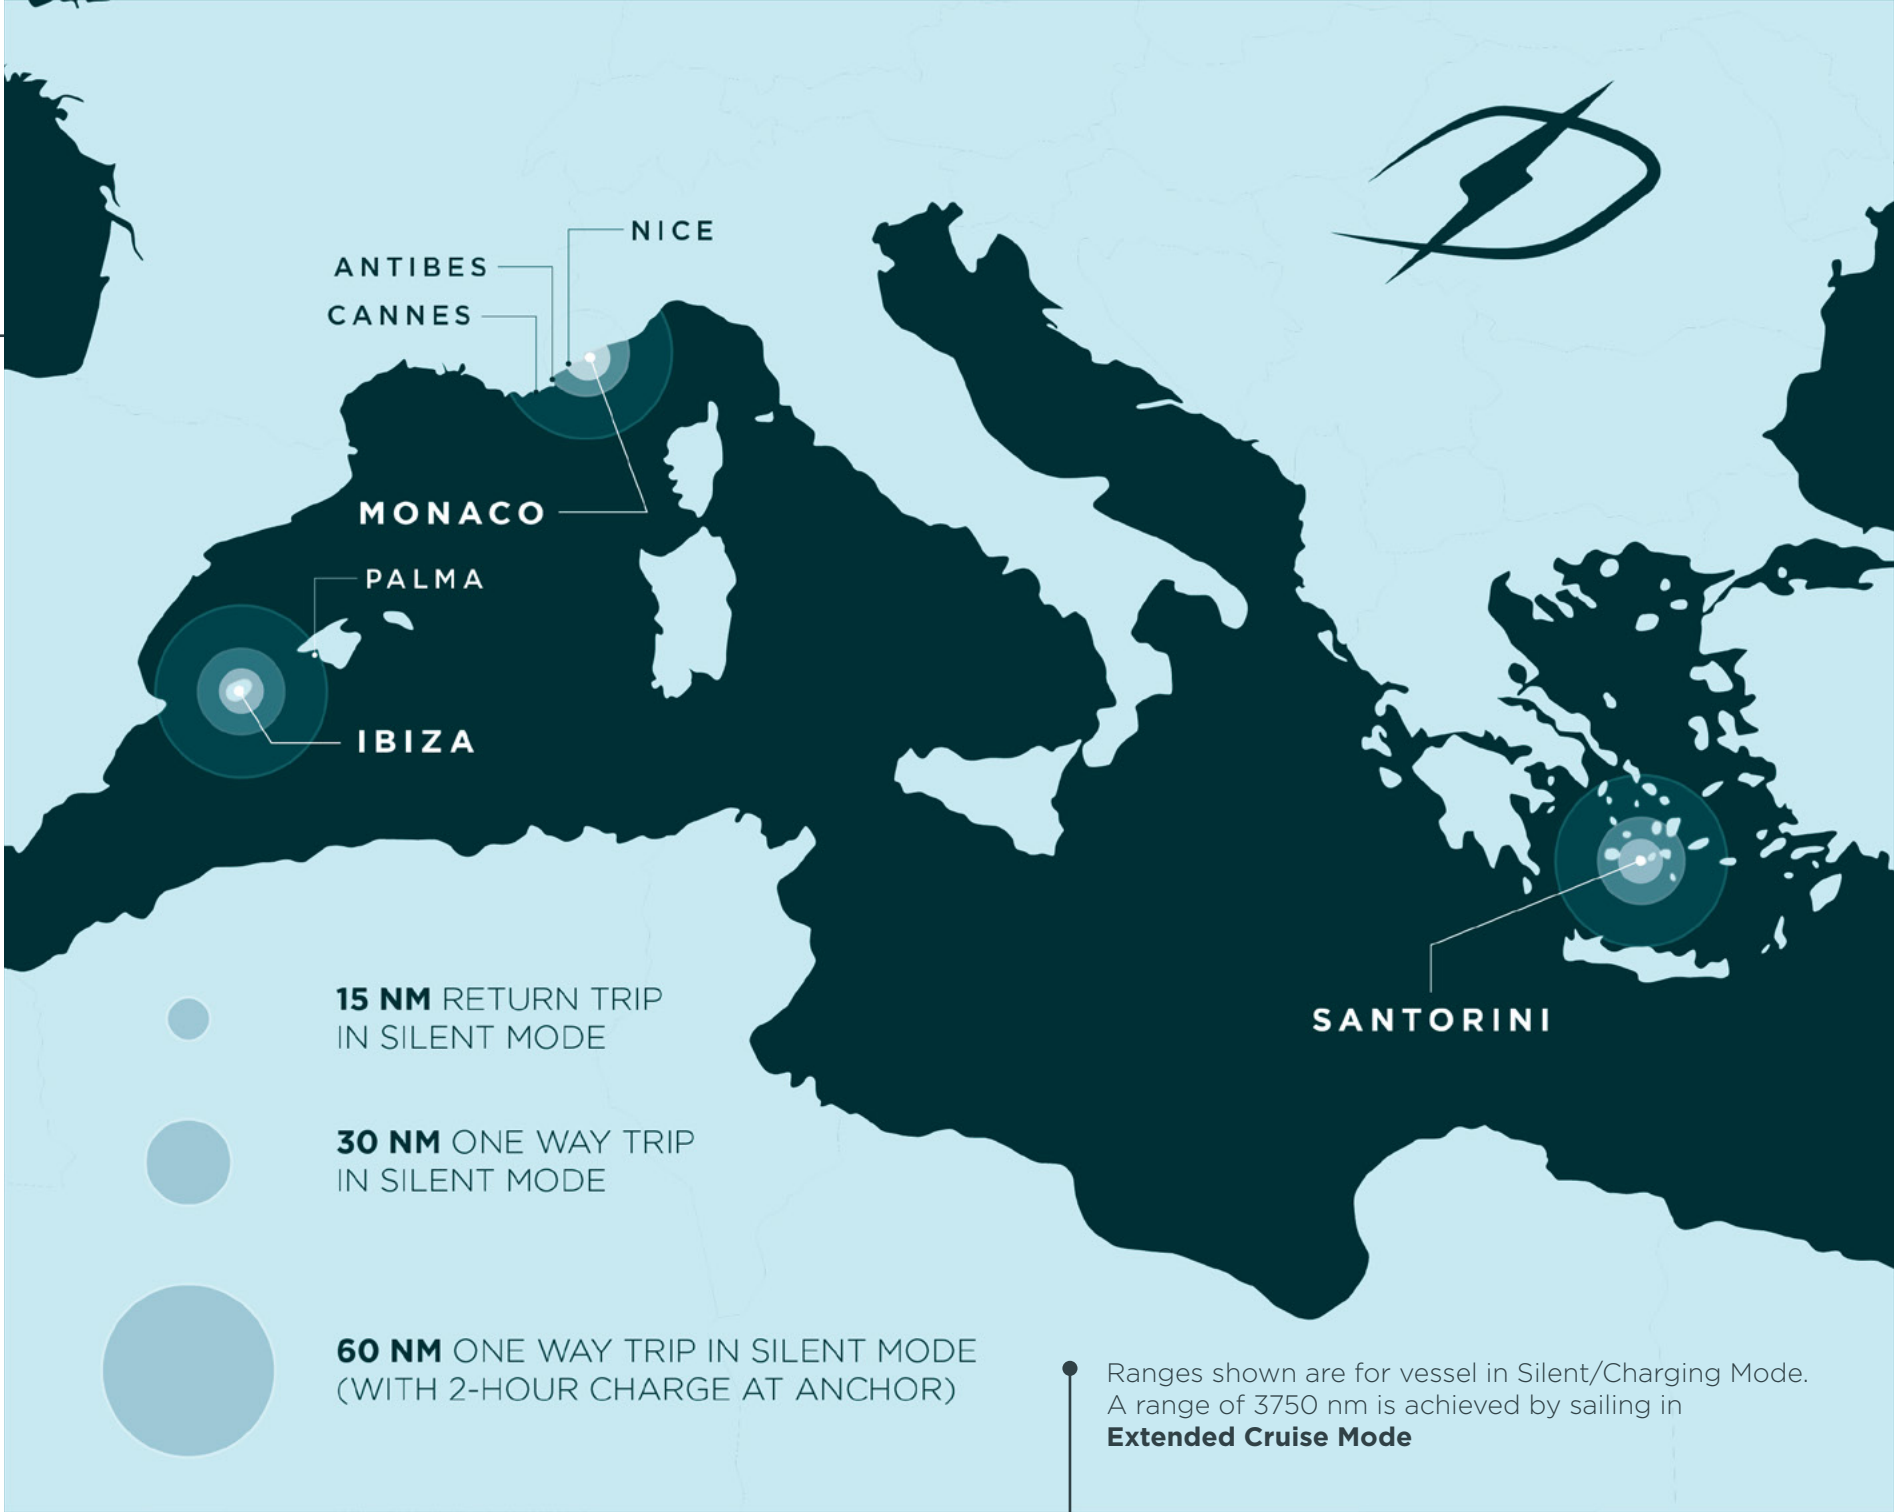 NICE
ANTIBES
CANNES
MONACO
PALMA
IBIZA
SANTORINI
15 NM RETURN TRIP
IN SILENT MODE
30 NM ONE WAY TRIP
IN SILENT MODE
60 NM ONE WAY TRIP IN SILENT MODE
(WITH 2-HOUR CHARGE AT ANCHOR)
Ranges shown are for vessel in Silent/Charging Mode.
A range of 3750 nm is achieved by sailing in
Extended Cruise Mode